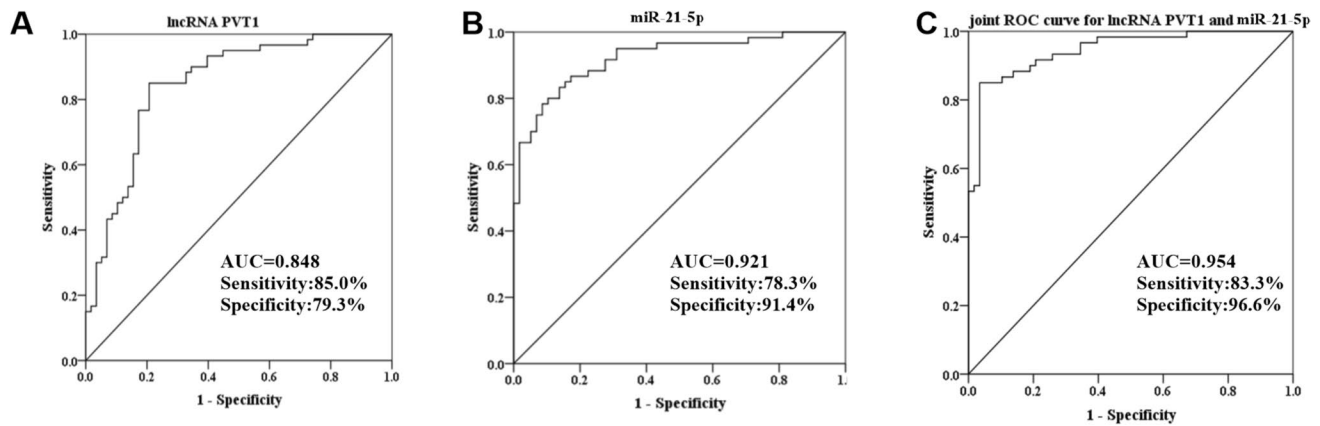 A
lncRNA PVT1
1.0
0.8
0.6
0.4
0.2
0.0
Sensitivity
AUC=0.848
Sensitivity:85.0%
Specificity:79.3%
0.0 0.2 0.4 0.6 0.8 1.0
1 - Specificity
B
miR-21-5p
1.0
0.8
0.6
0.4
0.2
0.0
Sensitivity
AUC=0.921
Sensitivity:78.3%
Specificity:91.4%
0.0 0.2 0.4 0.6 0.8 1.
1 - Specificity
C
joint ROC curve for lncRNA PVT1 and miR-21-5p
1.0
0.8
0.6
0.4
0.2
0.0
Sensitivity
AUC=0.954
Sensitivity:83.3%
Specificity:96.6%
0.0 0.2 0.4 0.6 0.8 1.0
1 - Specificity